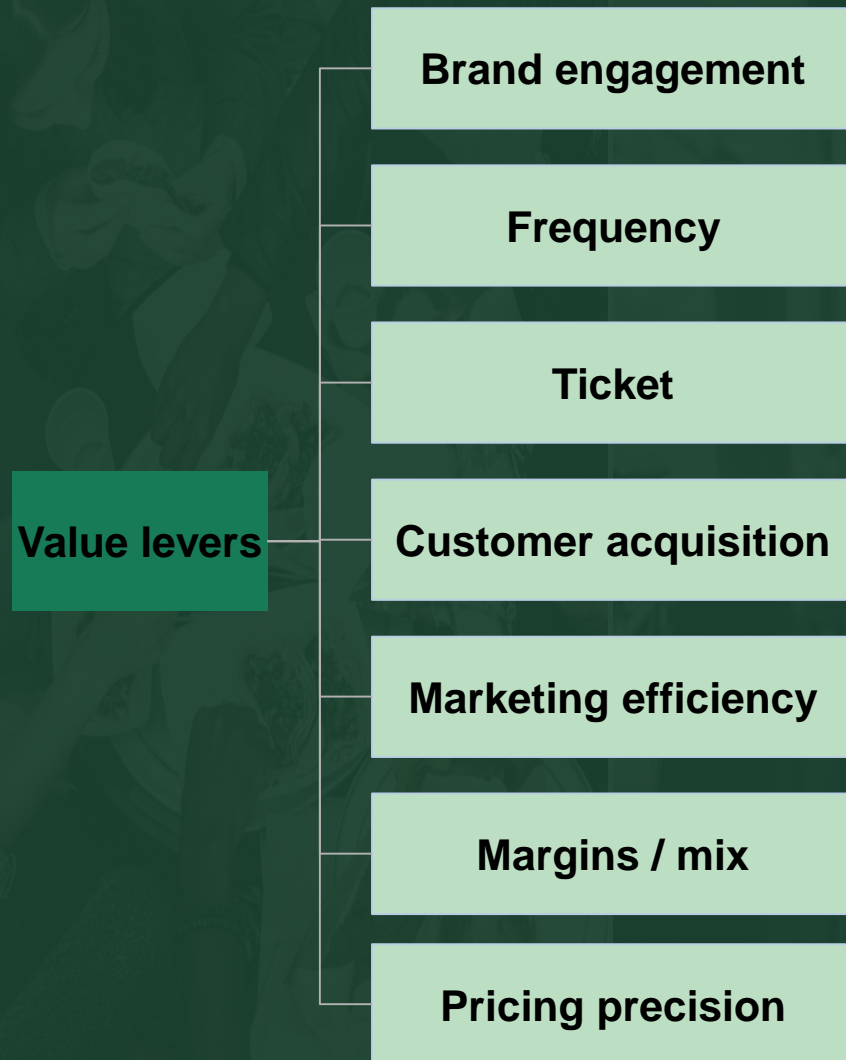 Brand engagement
Frequency
Ticket
Value levers
Customer acquisition
Marketing efficiency
Margins / mix
Pricing precision